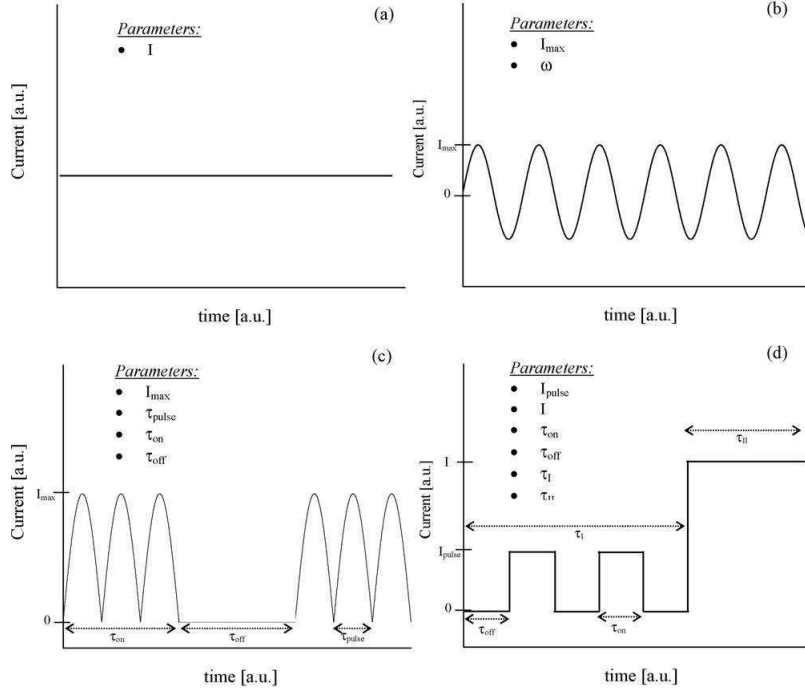 (a)
Parameters:
• I
Current [a.u.]
time [a.u.]
(b)
Parameters:
• Imax
• ω
Current [a.u.]
Imax
0
time [a.u.]
(c)
Parameters:
• Imax
• τpulse
• τon
• τoff
Current [a.u.]
Imax
0
τon
τoff
τpulse
time [a.u.]
(d)
Parameters:
• Ipulse
• I
• τon
• τoff
• τI
• τII
Current [a.u.]
τII
I
τI
Ipulse
0
τoff
τon
time [a.u.]